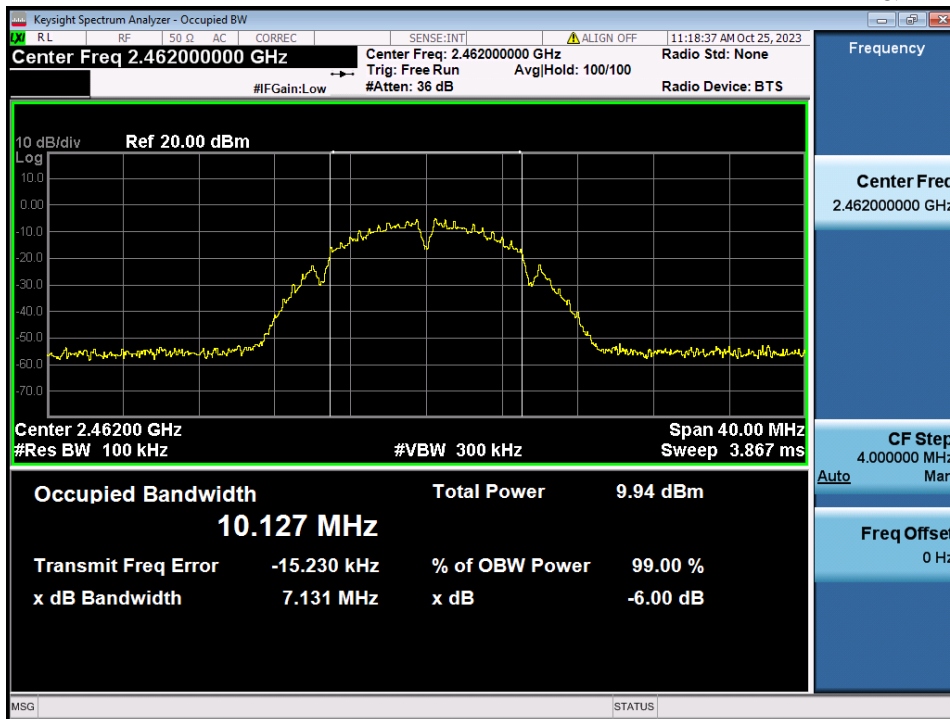 Keysight Spectrum Analyzer - Occupied BW
LXI RL RF 50 Ω AC CORREC SENSE:INT ALIGN OFF 11:18:37 AM Oct 25, 2023
Center Freq 2.462000000 GHz
Center Freq: 2.462000000 GHz
Radio Std: None
Trig: Free Run Avg|Hold: 100/100
#IFGain:Low #Atten: 36 dB Radio Device: BTS
10 dB/div Ref 20.00 dBm
Log
10.0
0.00
-10.0
-20.0
-30.0
-40.0
-50.0
-60.0
-70.0
Center 2.46200 GHz Span 40.00 MHz
#Res BW 100 kHz #VBW 300 kHz Sweep 3.867 ms
Occupied Bandwidth Total Power 9.94 dBm
10.127 MHz
Transmit Freq Error -15.230 kHz % of OBW Power 99.00 %
x dB Bandwidth 7.131 MHz x dB -6.00 dB
MSG STATUS
Frequency
Center Freq
2.462000000 GHz
CF Step
4.000000 MHz
Auto Man
Freq Offset
0 Hz